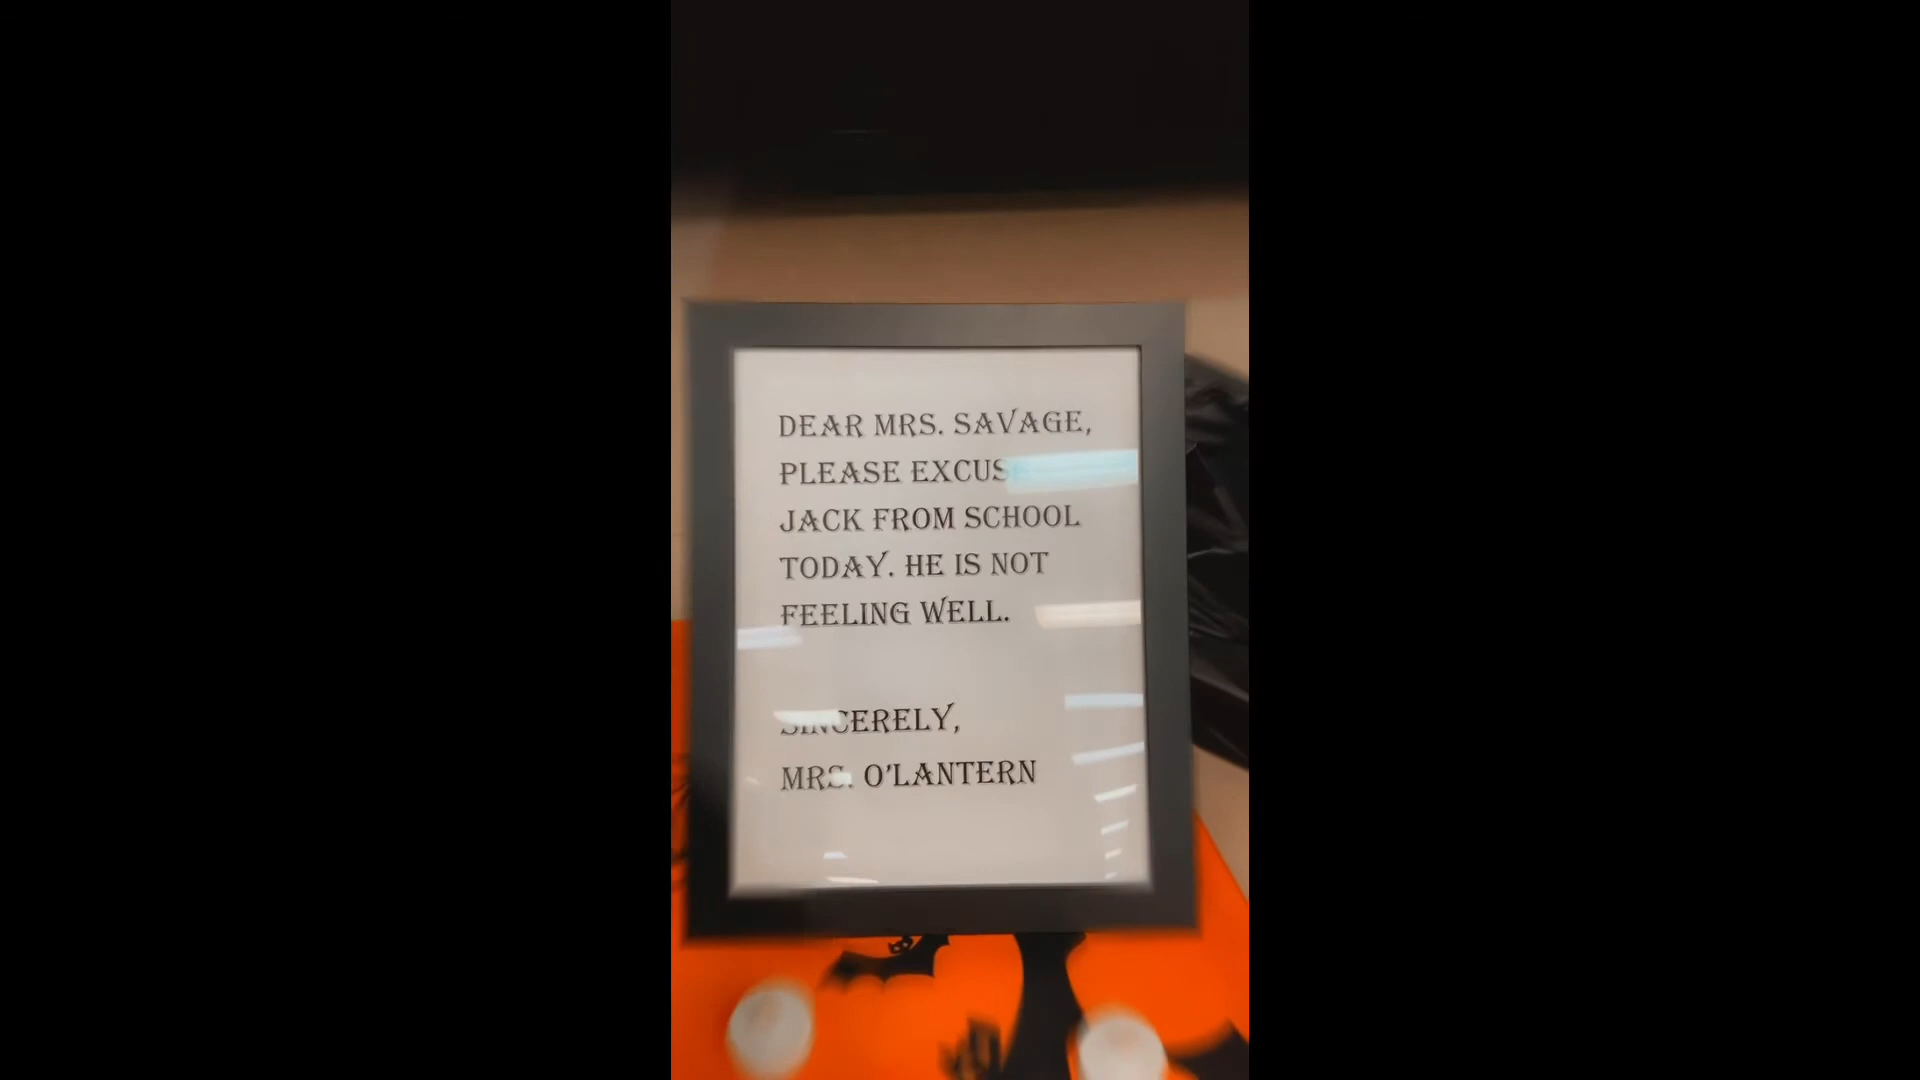 DEAR MRS. SAVAGE,
PLEASE EXCUS
JACK FROM SCHOOL
TODAY. HE IS NOT
FEELING WELL.
SINCERELY,
MRS. O'LANTERN